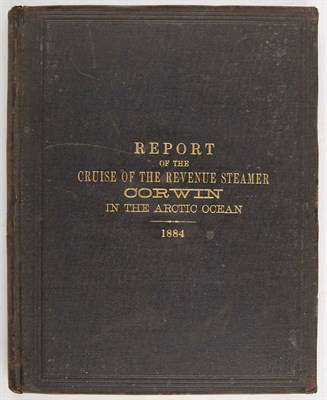 REPORT
OF THE
CRUISE OF THE REVENUE STEAMER
CORWIN
IN THE ARCTIC OCEAN
1884